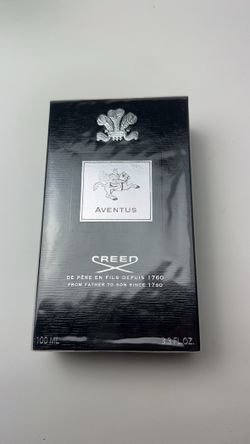 AVENTUS
CREED
DE PÈRE EN FILS DEPUIS 1760
FROM FATHER TO SON SINCE 1760
100 ML 3.3 FL.OZ.